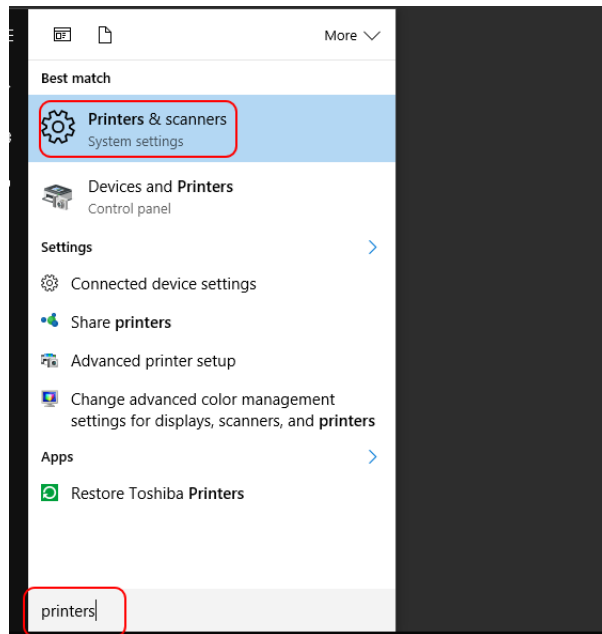 More
Best match
Printers & scanners
System settings
Devices and Printers
Control panel
Settings
Connected device settings
Share printers
Advanced printer setup
Change advanced color management
settings for displays, scanners, and printers
Apps
Restore Toshiba Printers
printers